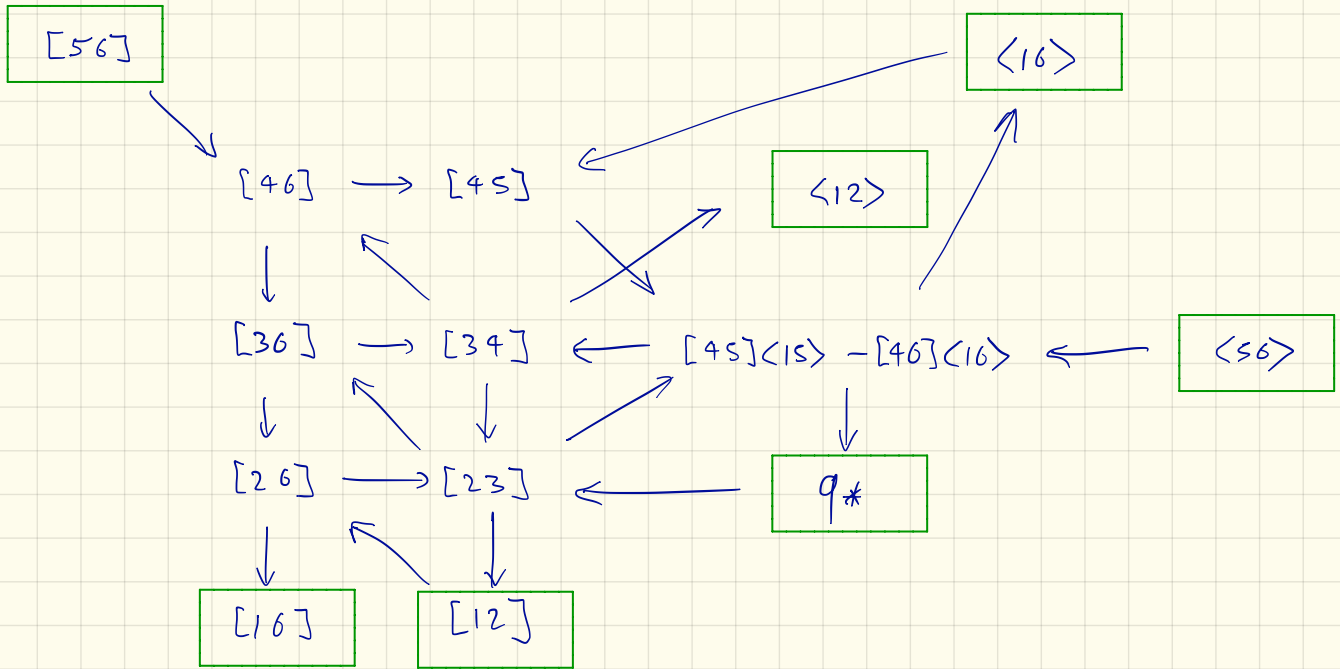 [56]
<16>
[46] → [45]
<12>
[36] → [34] ← [45]<15> - [46]<16> ← <56>
[26] → [23] ← 9*
[16] [12]